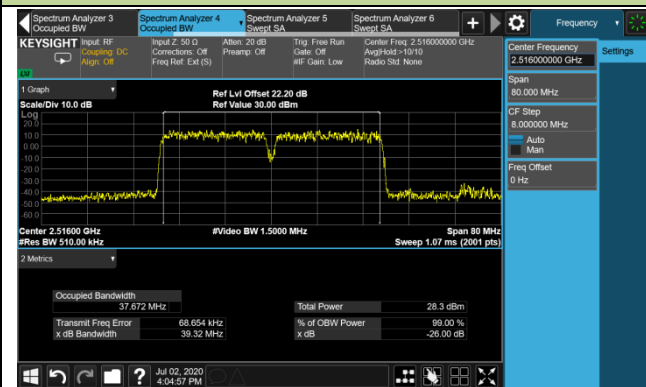 Spectrum Analyzer 3
Occupied BW
Spectrum Analyzer 4
Occupied BW
Spectrum Analyzer 5
Swept SA
Spectrum Analyzer 6
Swept SA
Frequency
KEYSIGHT
Input: RF
Coupling: DC
Align: Off
Input Z: 50 Ω
Corrections: Off
Freq Ref: Ext (S)
Atten: 20 dB
Preamp: Off
Trig: Free Run
Gate: Off
#IF Gain: Low
Center Freq: 2.516000000 GHz
Avg|Hold:>10/10
Radio Std: None
Center Frequency
2.516000000 GHz
Settings
Span
80.000 MHz
CF Step
8.000000 MHz
Auto
Man
Freq Offset
0 Hz
1 Graph
Scale/Div 10.0 dB
Ref Lvl Offset 22.20 dB
Ref Value 30.00 dBm
Log
20.0
10.0
0.00
-10.0
-20.0
-30.0
-40.0
-50.0
-60.0
Center 2.51600 GHz
#Video BW 1.5000 MHz
Span 80 MHz
#Res BW 510.00 kHz
Sweep 1.07 ms (2001 pts)
2 Metrics
Occupied Bandwidth
37.672 MHz
Total Power
28.3 dBm
Transmit Freq Error
68.654 kHz
% of OBW Power
99.00 %
x dB Bandwidth
39.32 MHz
x dB
-26.00 dB
Jul 02, 2020
4:04:57 PM